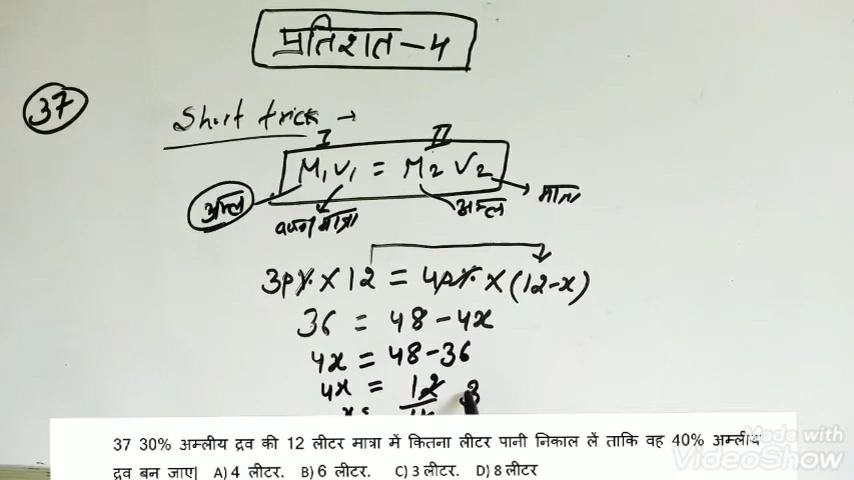 प्रतिशत-4
37
Short trick →
I II
M₁V₁ = M₂V₂
अम्ल मात्रा अम्ल मात्रा
30% × 12 = 40% × (12-x)
36 = 48 - 4x
4x = 48 - 36
4x = 12 3
37 30% अम्लीय द्रव की 12 लीटर मात्रा में कितना लीटर पानी निकाल लें ताकि वह 40% अम्लीय
द्रव बन जाए| A) 4 लीटर. B) 6 लीटर. C) 3 लीटर. D) 8 लीटर
Made with
VideoShow